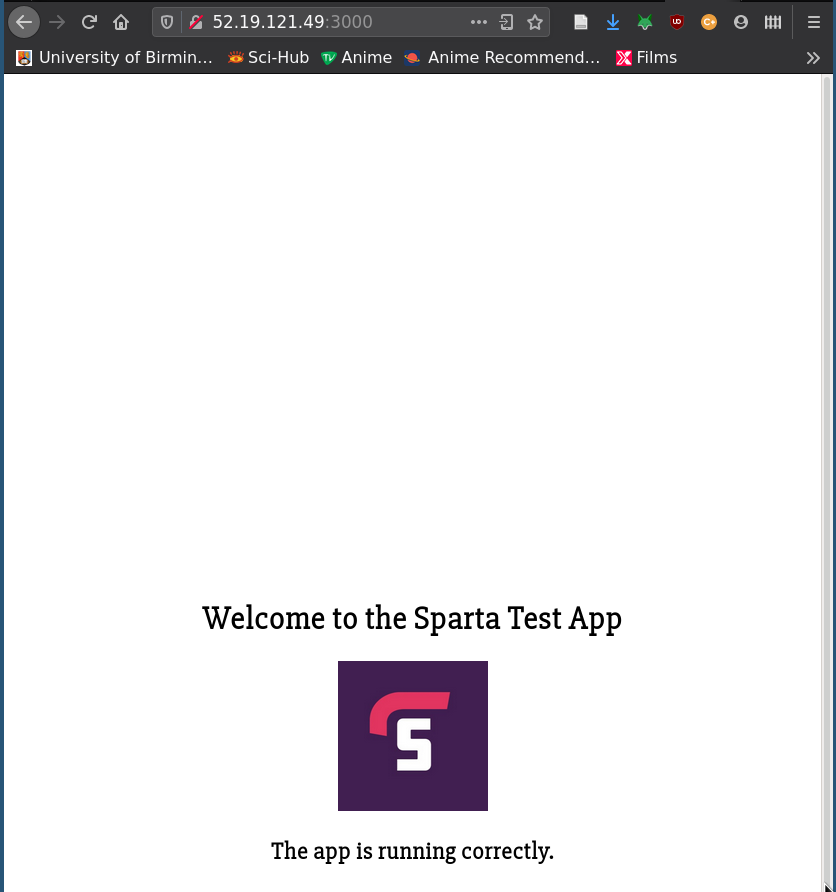 52.19.121.49:3000
University of Birmin… Sci-Hub Anime Anime Recommend… Films
Welcome to the Sparta Test App
S
The app is running correctly.